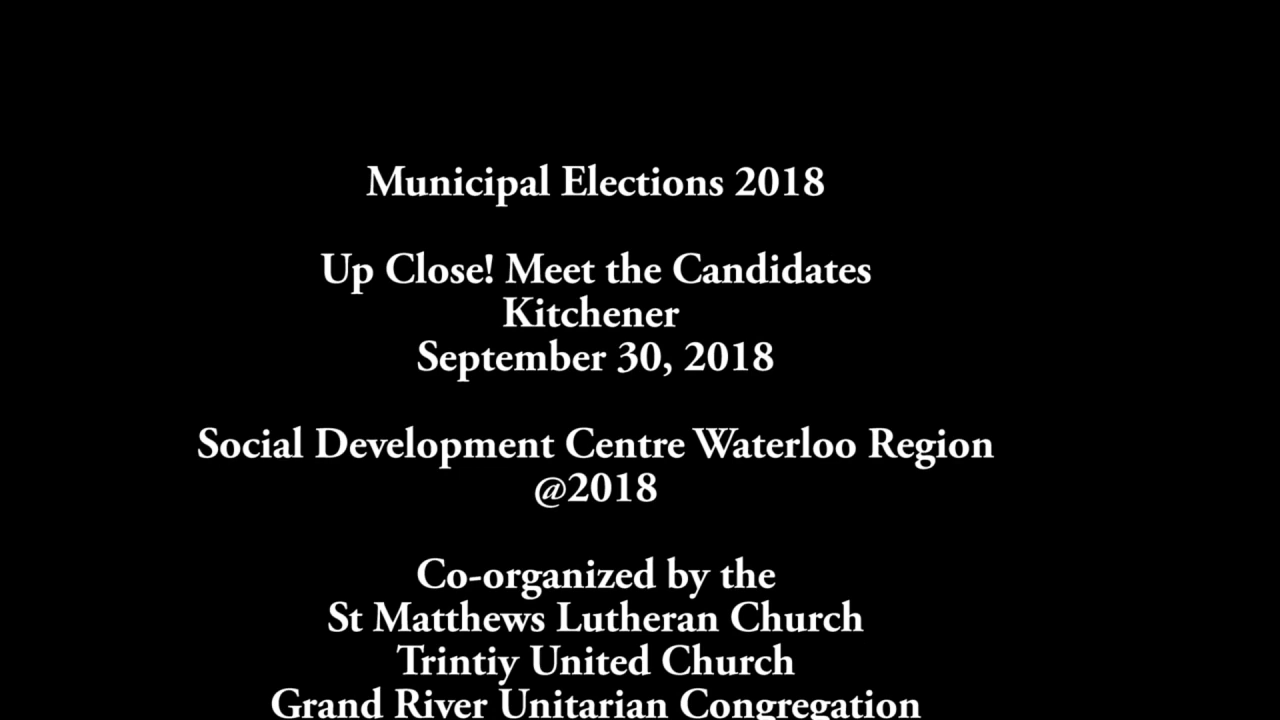 Municipal Elections 2018
Up Close! Meet the Candidates
Kitchener
September 30, 2018
Social Development Centre Waterloo Region
@2018
Co-organized by the
St Matthews Lutheran Church
Trintiy United Church
Grand River Unitarian Congregation